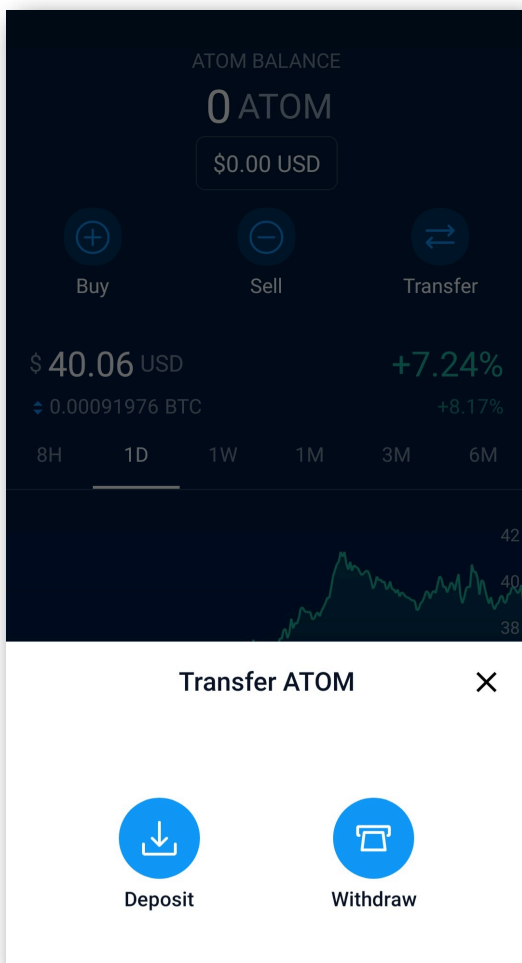 ATOM BALANCE
0 ATOM
$0.00 USD
Buy Sell Transfer
$ 40.06 USD +7.24%
0.00091976 BTC +8.17%
8H 1D 1W 1M 3M 6M
42
40
38
Transfer ATOM
Deposit Withdraw